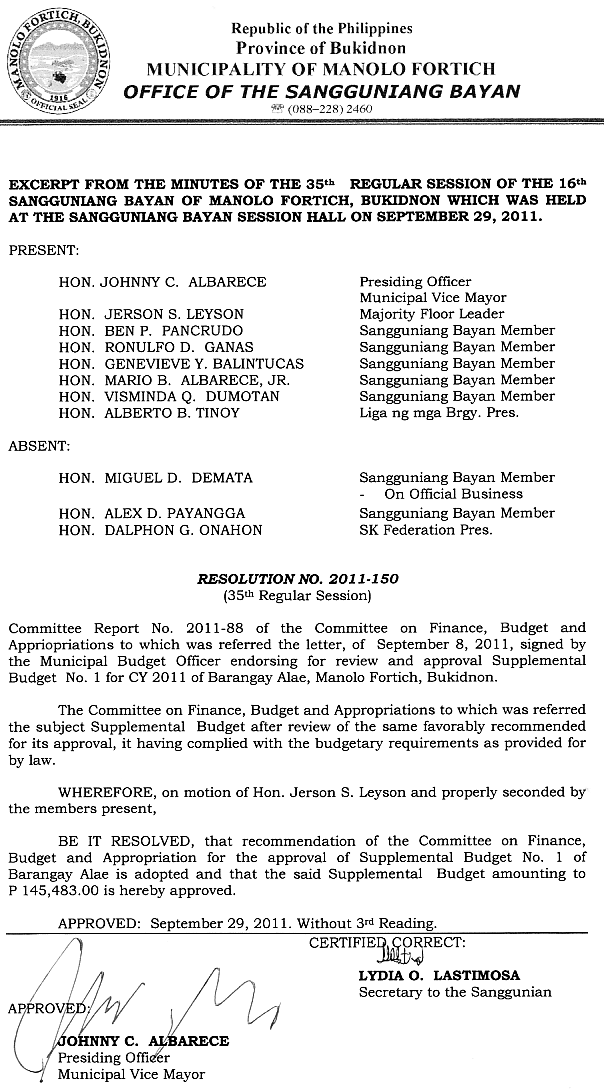 MANOLO FORTICH, BUKIDNON
1916
OFFICIAL SEAL
Republic of the Philippines
Province of Bukidnon
MUNICIPALITY OF MANOLO FORTICH
OFFICE OF THE SANGGUNIANG BAYAN
☏ (088–228) 2460
EXCERPT FROM THE MINUTES OF THE 35th REGULAR SESSION OF THE 16th
SANGGUNIANG BAYAN OF MANOLO FORTICH, BUKIDNON WHICH WAS HELD
AT THE SANGGUNIANG BAYAN SESSION HALL ON SEPTEMBER 29, 2011.
PRESENT:
HON. JOHNNY C. ALBARECE Presiding Officer
Municipal Vice Mayor
HON. JERSON S. LEYSON Majority Floor Leader
HON. BEN P. PANCRUDO Sangguniang Bayan Member
HON. RONULFO D. GANAS Sangguniang Bayan Member
HON. GENEVIEVE Y. BALINTUCAS Sangguniang Bayan Member
HON. MARIO B. ALBARECE, JR. Sangguniang Bayan Member
HON. VISMINDA Q. DUMOTAN Sangguniang Bayan Member
HON. ALBERTO B. TINOY Liga ng mga Brgy. Pres.
ABSENT:
HON. MIGUEL D. DEMATA Sangguniang Bayan Member
- On Official Business
HON. ALEX D. PAYANGGA Sangguniang Bayan Member
HON. DALPHON G. ONAHON SK Federation Pres.
RESOLUTION NO. 2011-150
(35th Regular Session)
Committee Report No. 2011-88 of the Committee on Finance, Budget and
Appriopriations to which was referred the letter, of September 8, 2011, signed by
the Municipal Budget Officer endorsing for review and approval Supplemental
Budget No. 1 for CY 2011 of Barangay Alae, Manolo Fortich, Bukidnon.
The Committee on Finance, Budget and Appropriations to which was referred
the subject Supplemental Budget after review of the same favorably recommended
for its approval, it having complied with the budgetary requirements as provided for
by law.
WHEREFORE, on motion of Hon. Jerson S. Leyson and properly seconded by
the members present,
BE IT RESOLVED, that recommendation of the Committee on Finance,
Budget and Appropriation for the approval of Supplemental Budget No. 1 of
Barangay Alae is adopted and that the said Supplemental Budget amounting to
P 145,483.00 is hereby approved.
APPROVED: September 29, 2011. Without 3rd Reading.
CERTIFIED CORRECT:
LYDIA O. LASTIMOSA
Secretary to the Sanggunian
APPROVED:
JOHNNY C. ALBARECE
Presiding Officer
Municipal Vice Mayor